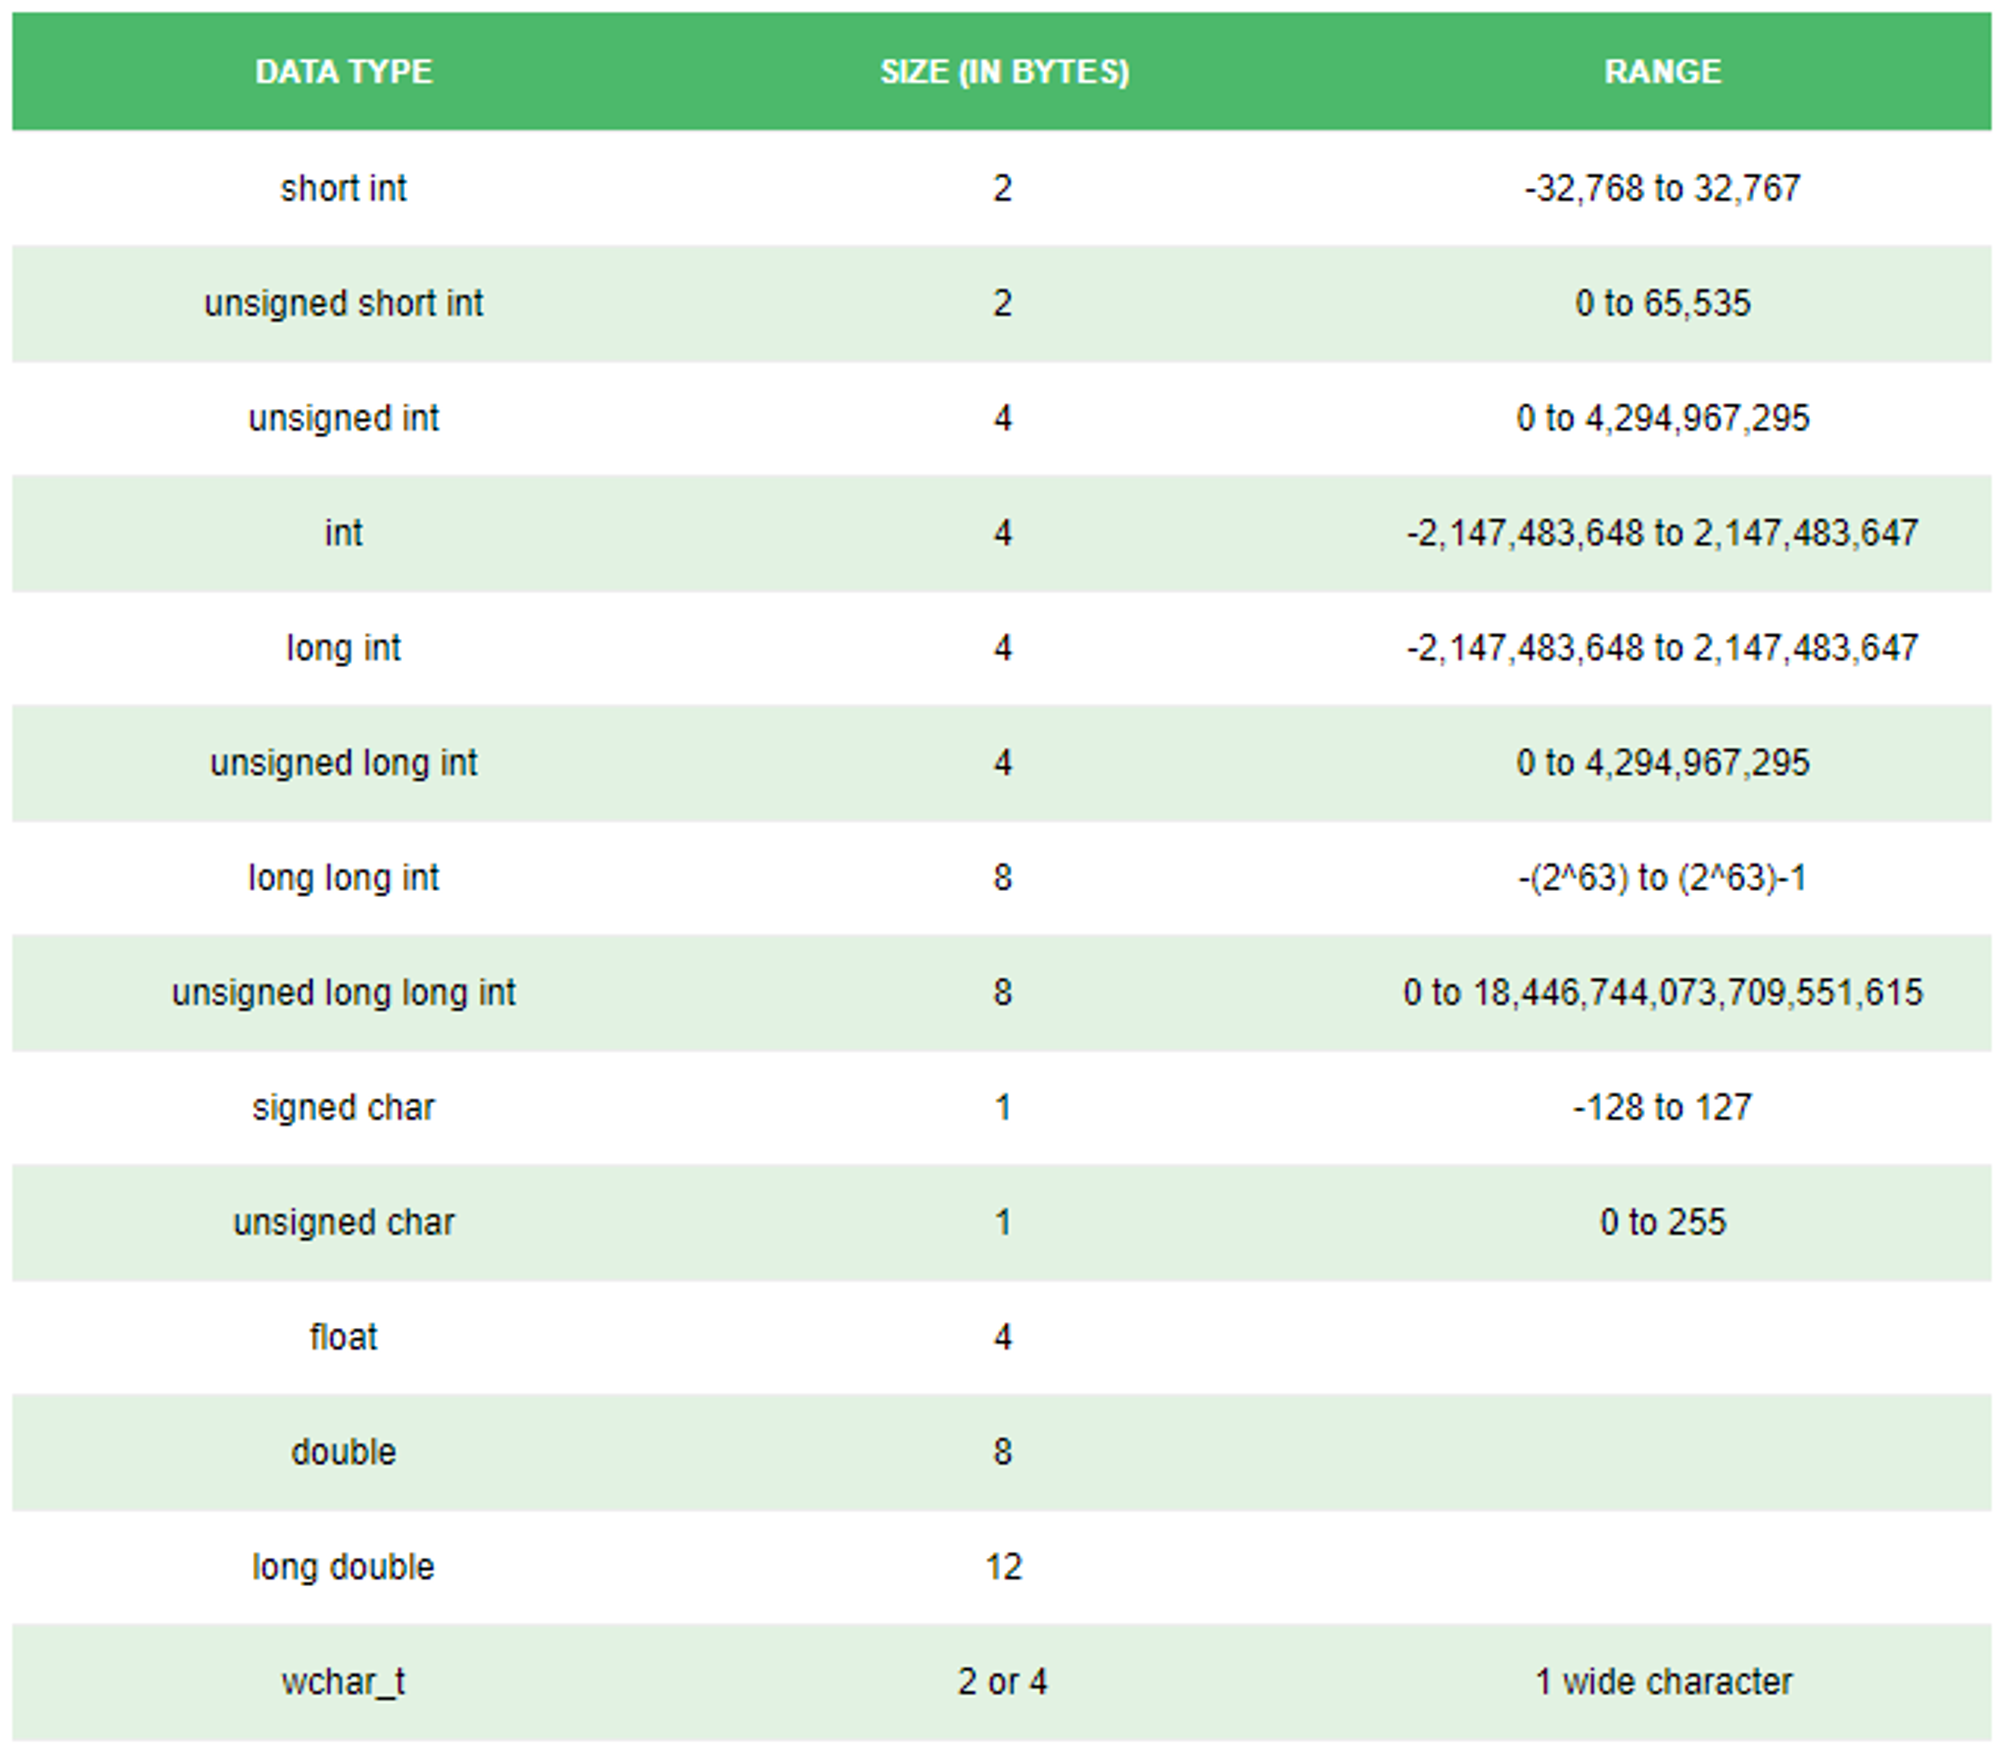 DATA TYPE SIZE (IN BYTES) RANGE
short int 2 -32,768 to 32,767
unsigned short int 2 0 to 65,535
unsigned int 4 0 to 4,294,967,295
int 4 -2,147,483,648 to 2,147,483,647
long int 4 -2,147,483,648 to 2,147,483,647
unsigned long int 4 0 to 4,294,967,295
long long int 8 -(2^63) to (2^63)-1
unsigned long long int 8 0 to 18,446,744,073,709,551,615
signed char 1 -128 to 127
unsigned char 1 0 to 255
float 4
double 8
long double 12
wchar_t 2 or 4 1 wide character